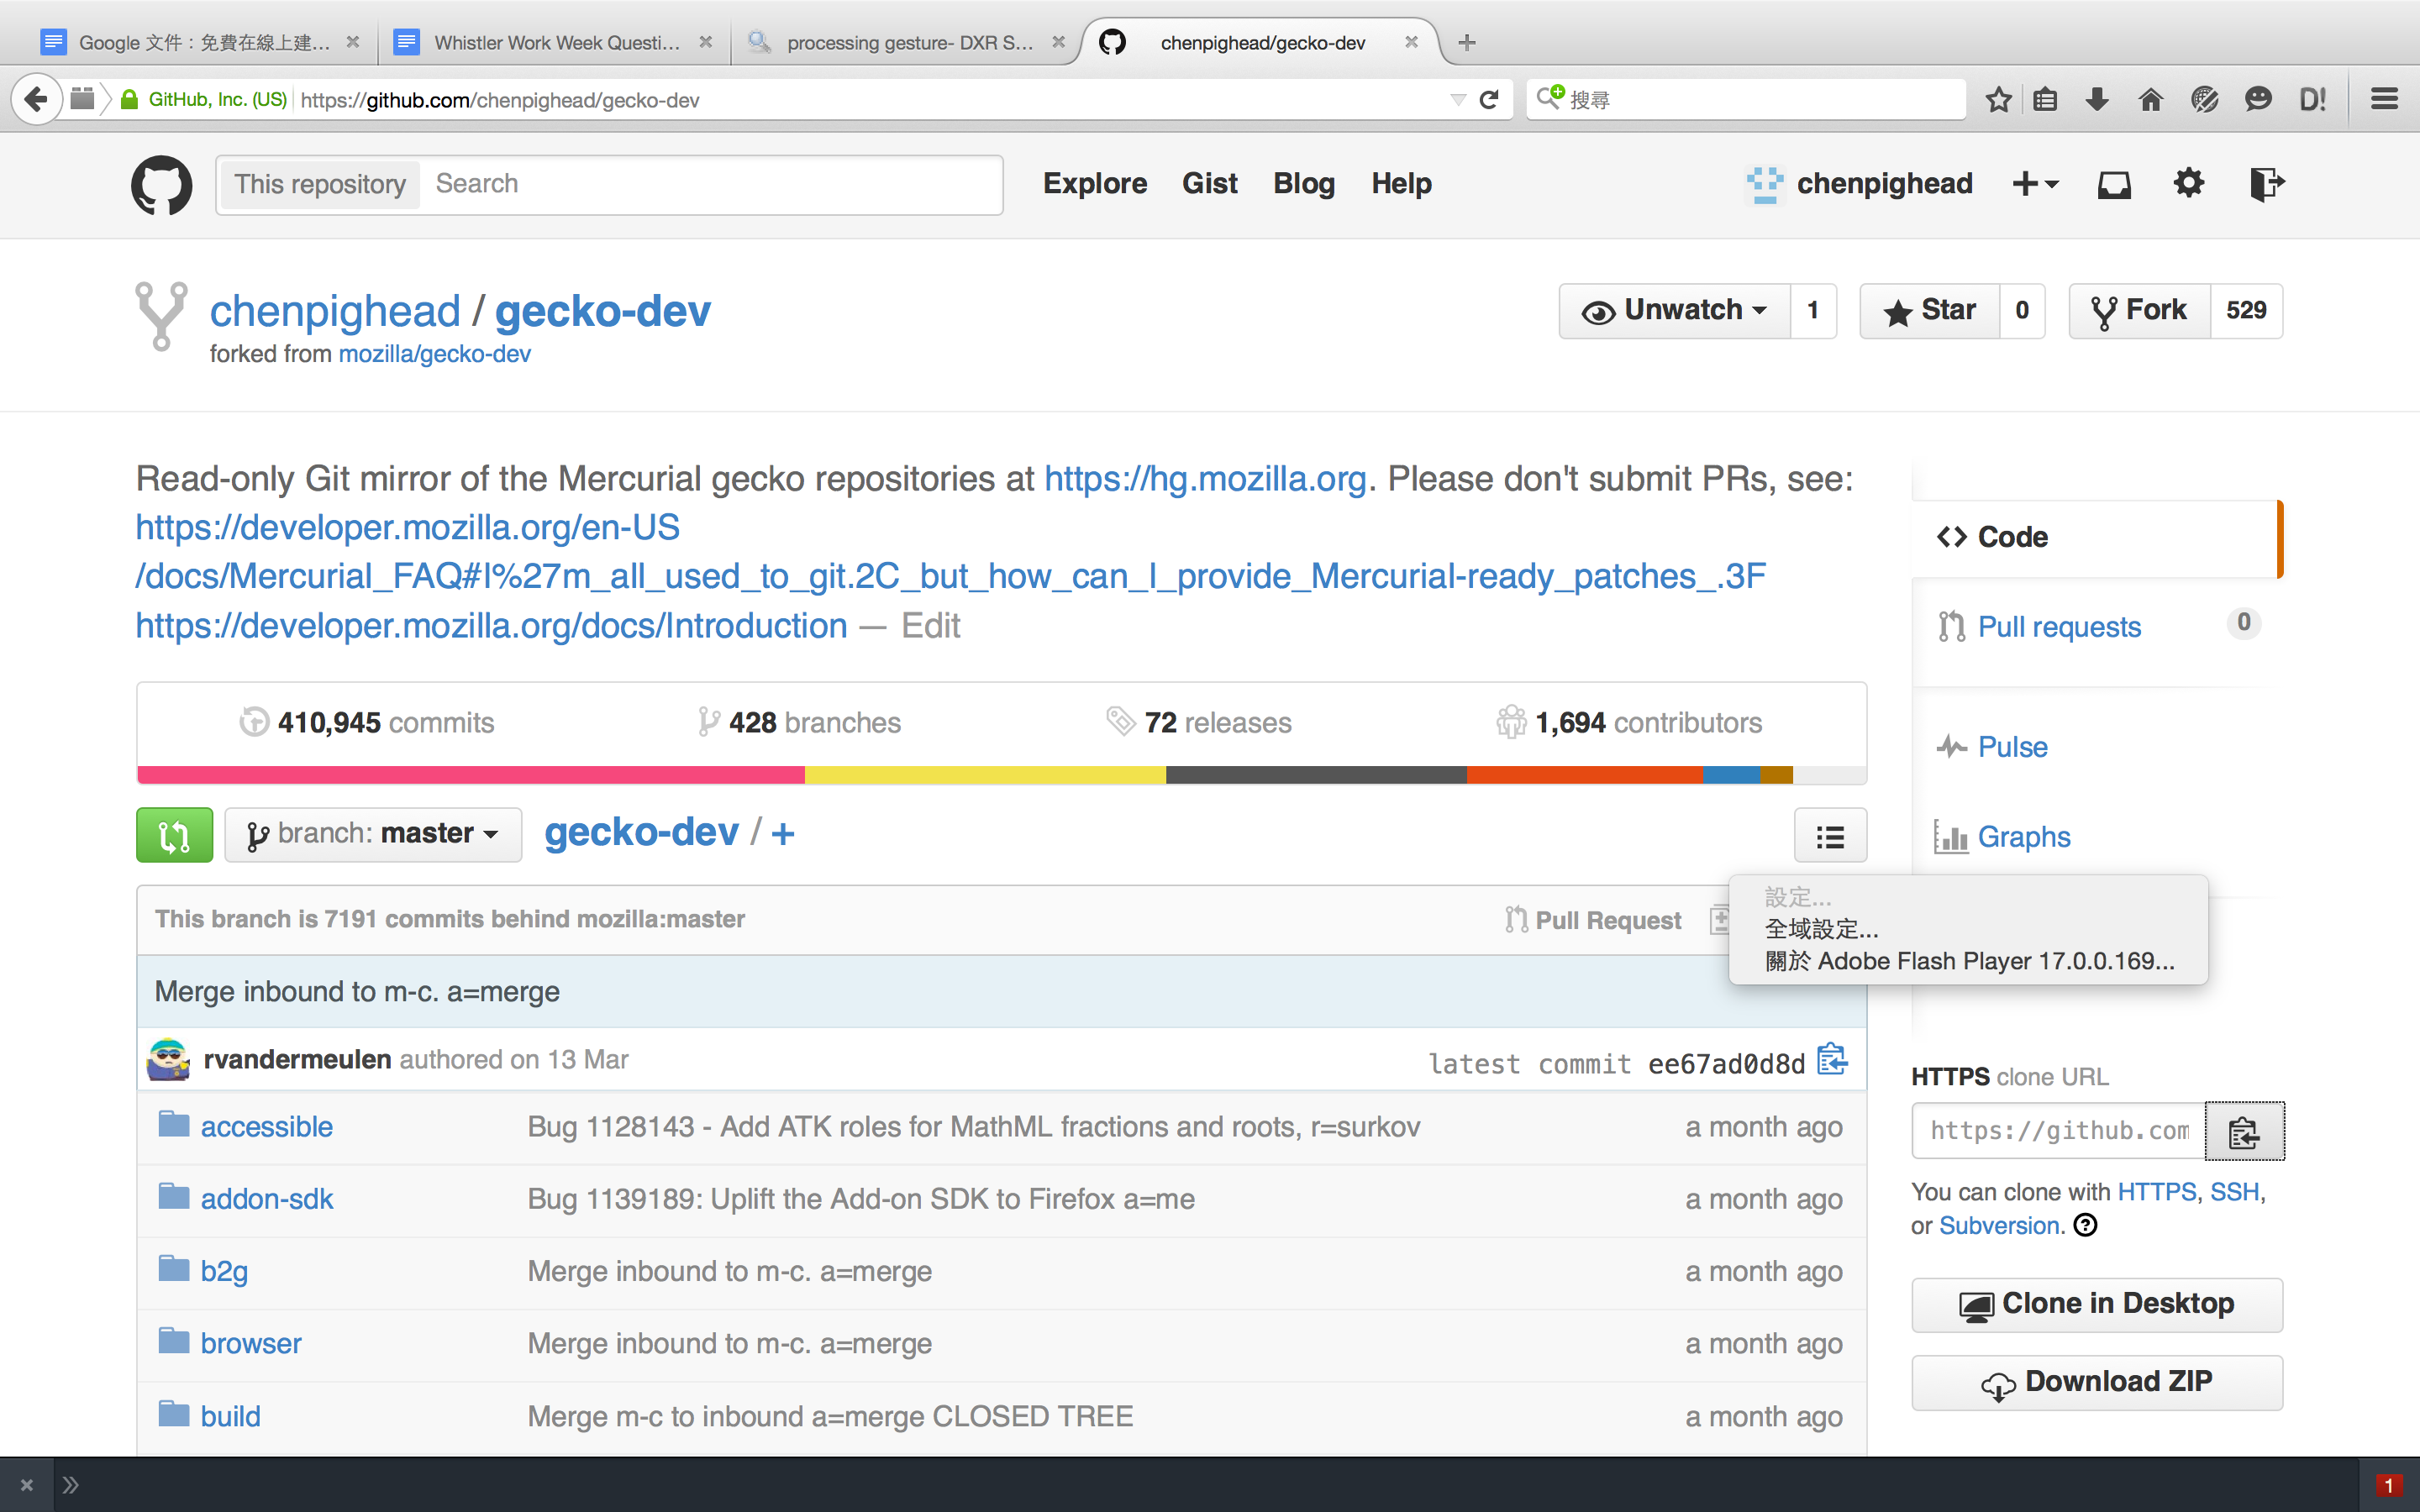 Google 文件：免費在線上建...
Whistler Work Week Questi...
processing gesture- DXR S...
chenpighead/gecko-dev
GitHub, Inc. (US)
https://github.com/chenpighead/gecko-dev
搜尋
D!
This repository
Search
Explore
Gist
Blog
Help
chenpighead
chenpighead / gecko-dev
forked from mozilla/gecko-dev
Unwatch 1
Star 0
Fork 529
Read-only Git mirror of the Mercurial gecko repositories at https://hg.mozilla.org. Please don't submit PRs, see:
https://developer.mozilla.org/en-US
/docs/Mercurial_FAQ#I%27m_all_used_to_git.2C_but_how_can_I_provide_Mercurial-ready_patches_.3F
https://developer.mozilla.org/docs/Introduction — Edit
Code
Pull requests 0
Pulse
Graphs
410,945 commits
428 branches
72 releases
1,694 contributors
branch: master
gecko-dev / +
This branch is 7191 commits behind mozilla:master
Pull Request
設定...
全域設定...
關於 Adobe Flash Player 17.0.0.169...
Merge inbound to m-c. a=merge
rvandermeulen authored on 13 Mar
latest commit ee67ad0d8d
accessible
Bug 1128143 - Add ATK roles for MathML fractions and roots, r=surkov
a month ago
addon-sdk
Bug 1139189: Uplift the Add-on SDK to Firefox a=me
a month ago
b2g
Merge inbound to m-c. a=merge
a month ago
browser
Merge inbound to m-c. a=merge
a month ago
build
Merge m-c to inbound a=merge CLOSED TREE
a month ago
HTTPS clone URL
https://github.com
You can clone with HTTPS, SSH,
or Subversion.
Clone in Desktop
Download ZIP
1